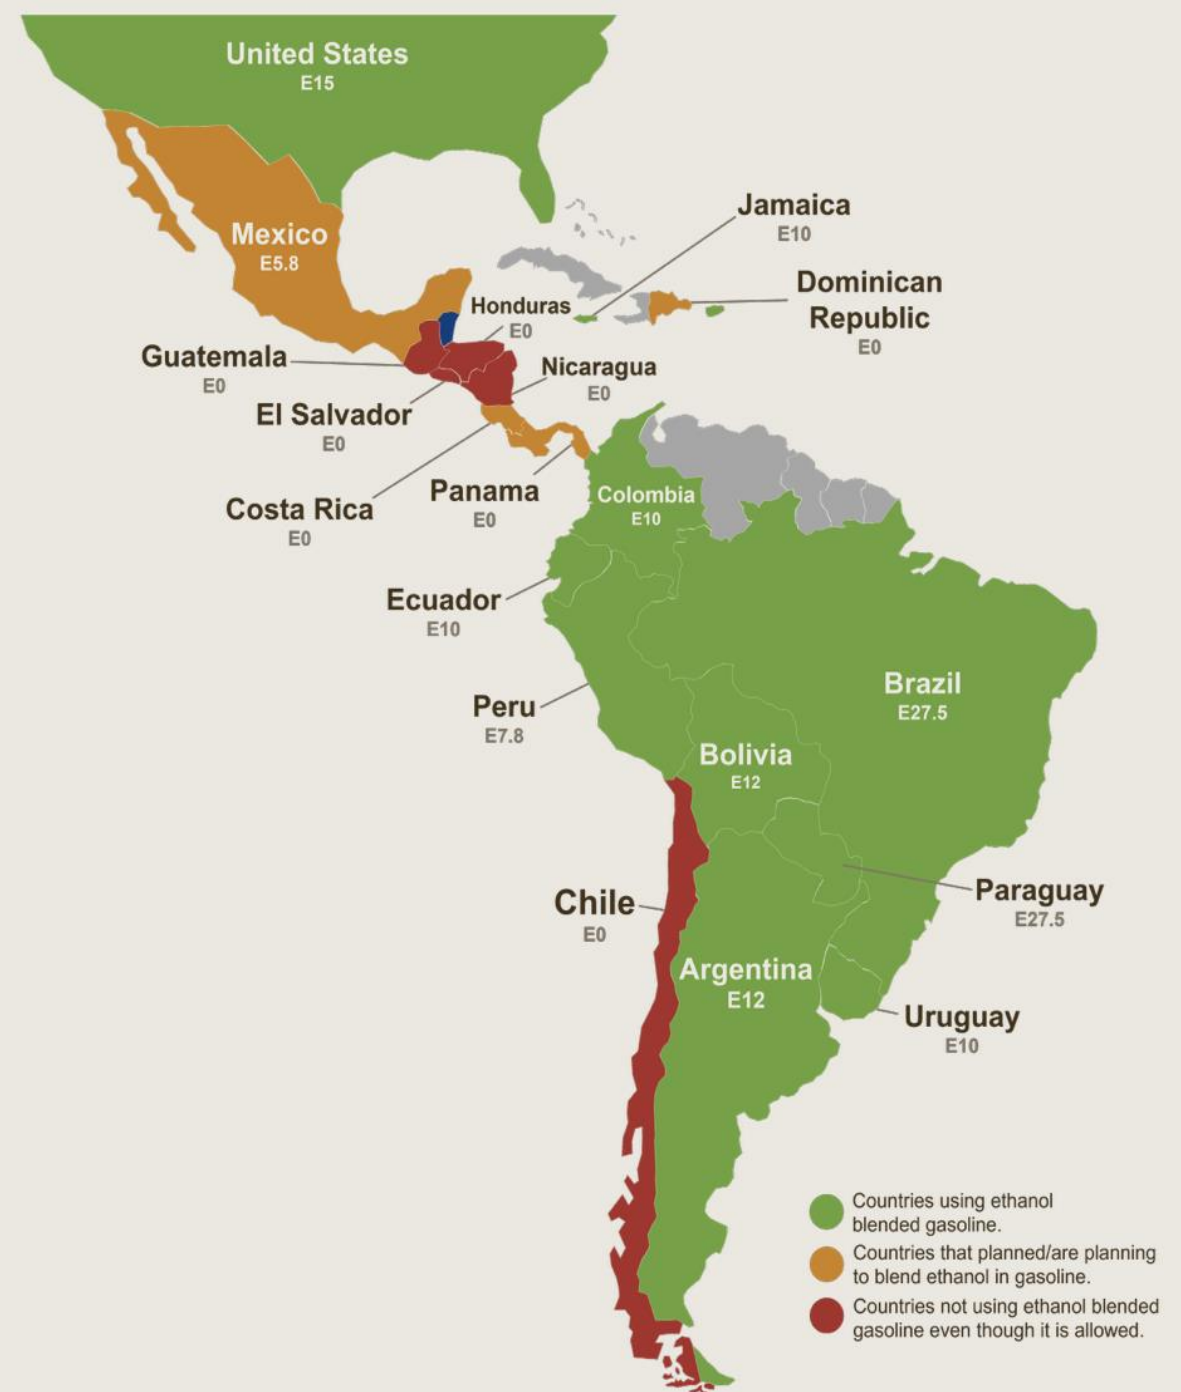 United States
E15
Mexico
E5.8
Jamaica
E10
Dominican
Republic
E0
Honduras
E0
Guatemala
E0
Nicaragua
E0
El Salvador
E0
Costa Rica
E0
Panama
E0
Colombia
E10
Ecuador
E10
Peru
E7.8
Brazil
E27.5
Bolivia
E12
Chile
E0
Paraguay
E27.5
Argentina
E12
Uruguay
E10
Countries using ethanol
blended gasoline.
Countries that planned/are planning
to blend ethanol in gasoline.
Countries not using ethanol blended
gasoline even though it is allowed.